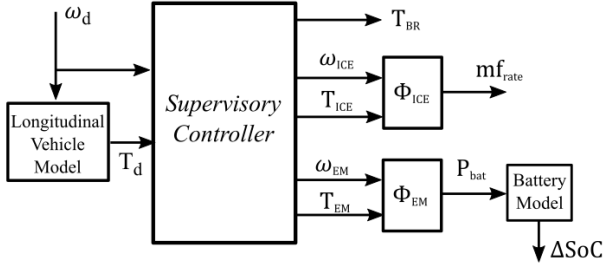 ω_d
Longitudinal
Vehicle
Model
T_d
Supervisory
Controller
T_BR
ω_ICE
T_ICE
Φ_ICE
mf_rate
ω_EM
T_EM
Φ_EM
P_bat
Battery
Model
ΔSoC